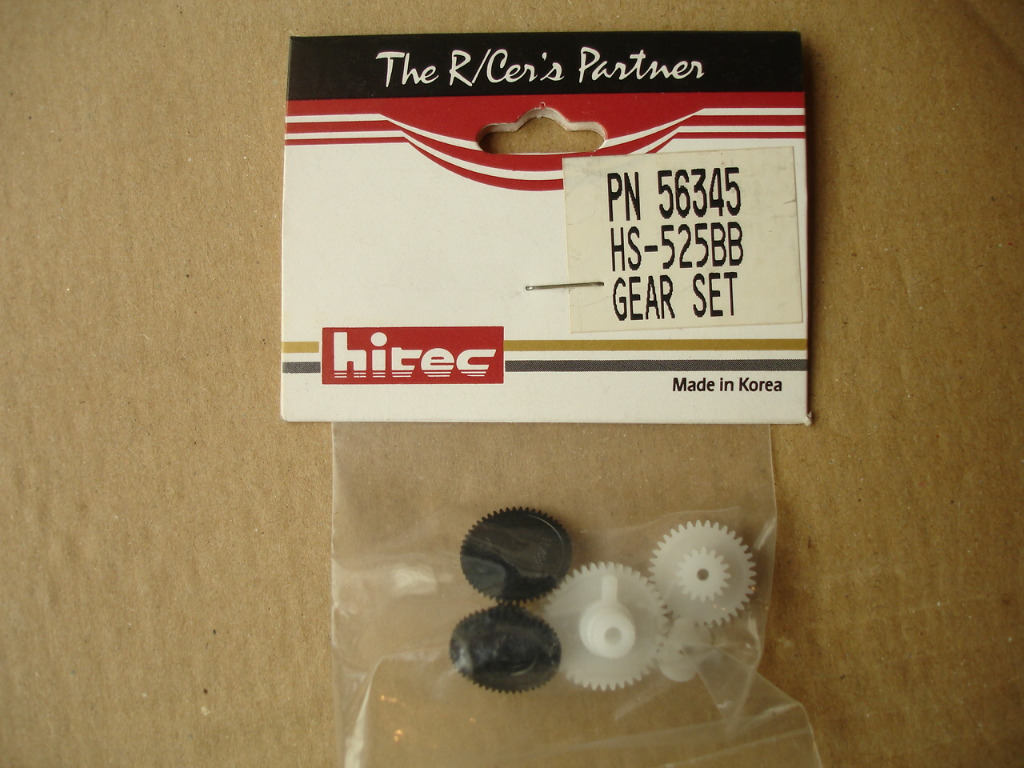 The R/Cer's Partner
PN 56345
HS-525BB
GEAR SET
hitec
Made in Korea